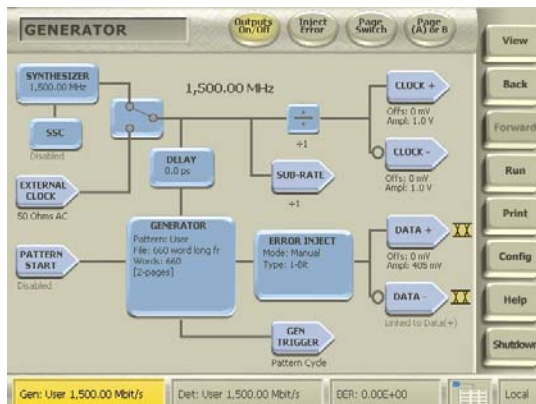 GENERATOR
Outputs On/Off
Inject Error
Page Switch
Page (A) or B
View
Back
Forward
Run
Print
Config
Help
Shutdown
SYNTHESIZER
1,500.00 MHz
SSC
Disabled
1,500.00 MHz
EXTERNAL CLOCK
50 Ohms AC
DELAY
0.0 ps
÷
÷1
SUB-RATE
÷1
CLOCK +
Offs: 0 mV
Ampl: 1.0 V
CLOCK -
Offs: 0 mV
Ampl: 1.0 V
PATTERN START
Disabled
GENERATOR
Pattern: User
File: 660 word long fr
Words: 660
[2-pages]
ERROR INJECT
Mode: Manual
Type: 1-Bit
DATA +
Offs: 0 mV
Ampl: 405 mV
DATA -
Linked to Data(+)
GEN TRIGGER
Pattern Cycle
Gen: User 1,500.00 Mbit/s
Det: User 1,500.00 Mbit/s
BER: 0.00E+00
Local